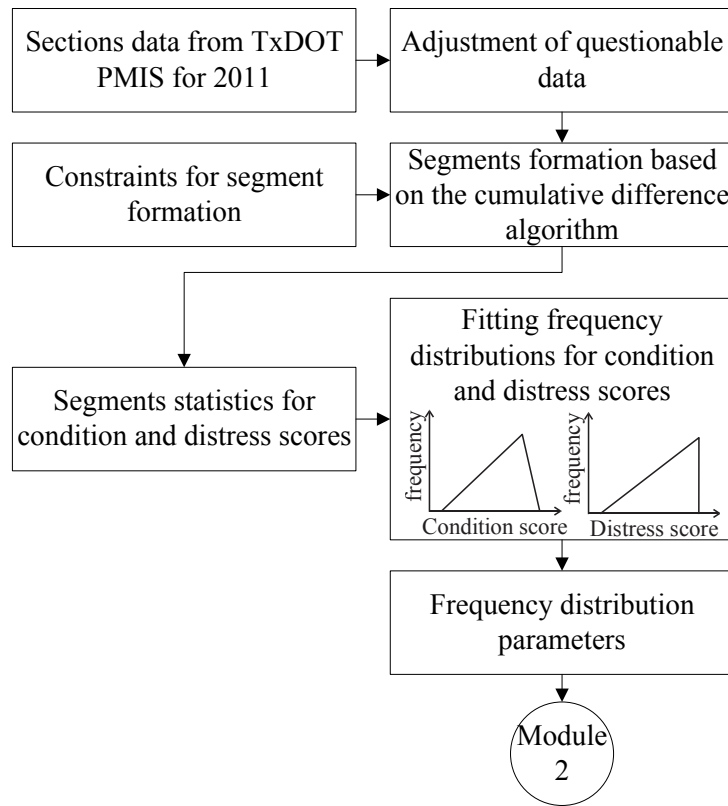 Sections data from TxDOT
PMIS for 2011
Adjustment of questionable
data
Constraints for segment
formation
Segments formation based
on the cumulative difference
algorithm
Segments statistics for
condition and distress scores
Fitting frequency
distributions for condition
and distress scores
frequency
Condition score
frequency
Distress score
Frequency distribution
parameters
Module
2